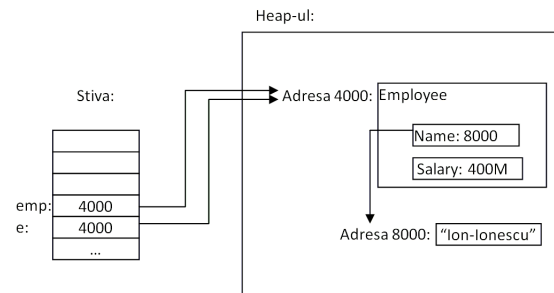 Heap-ul:
Stiva:
Adresa 4000: Employee
Name: 8000
Salary: 400M
emp: 4000
e: 4000
...
Adresa 8000: "Ion-Ionescu"